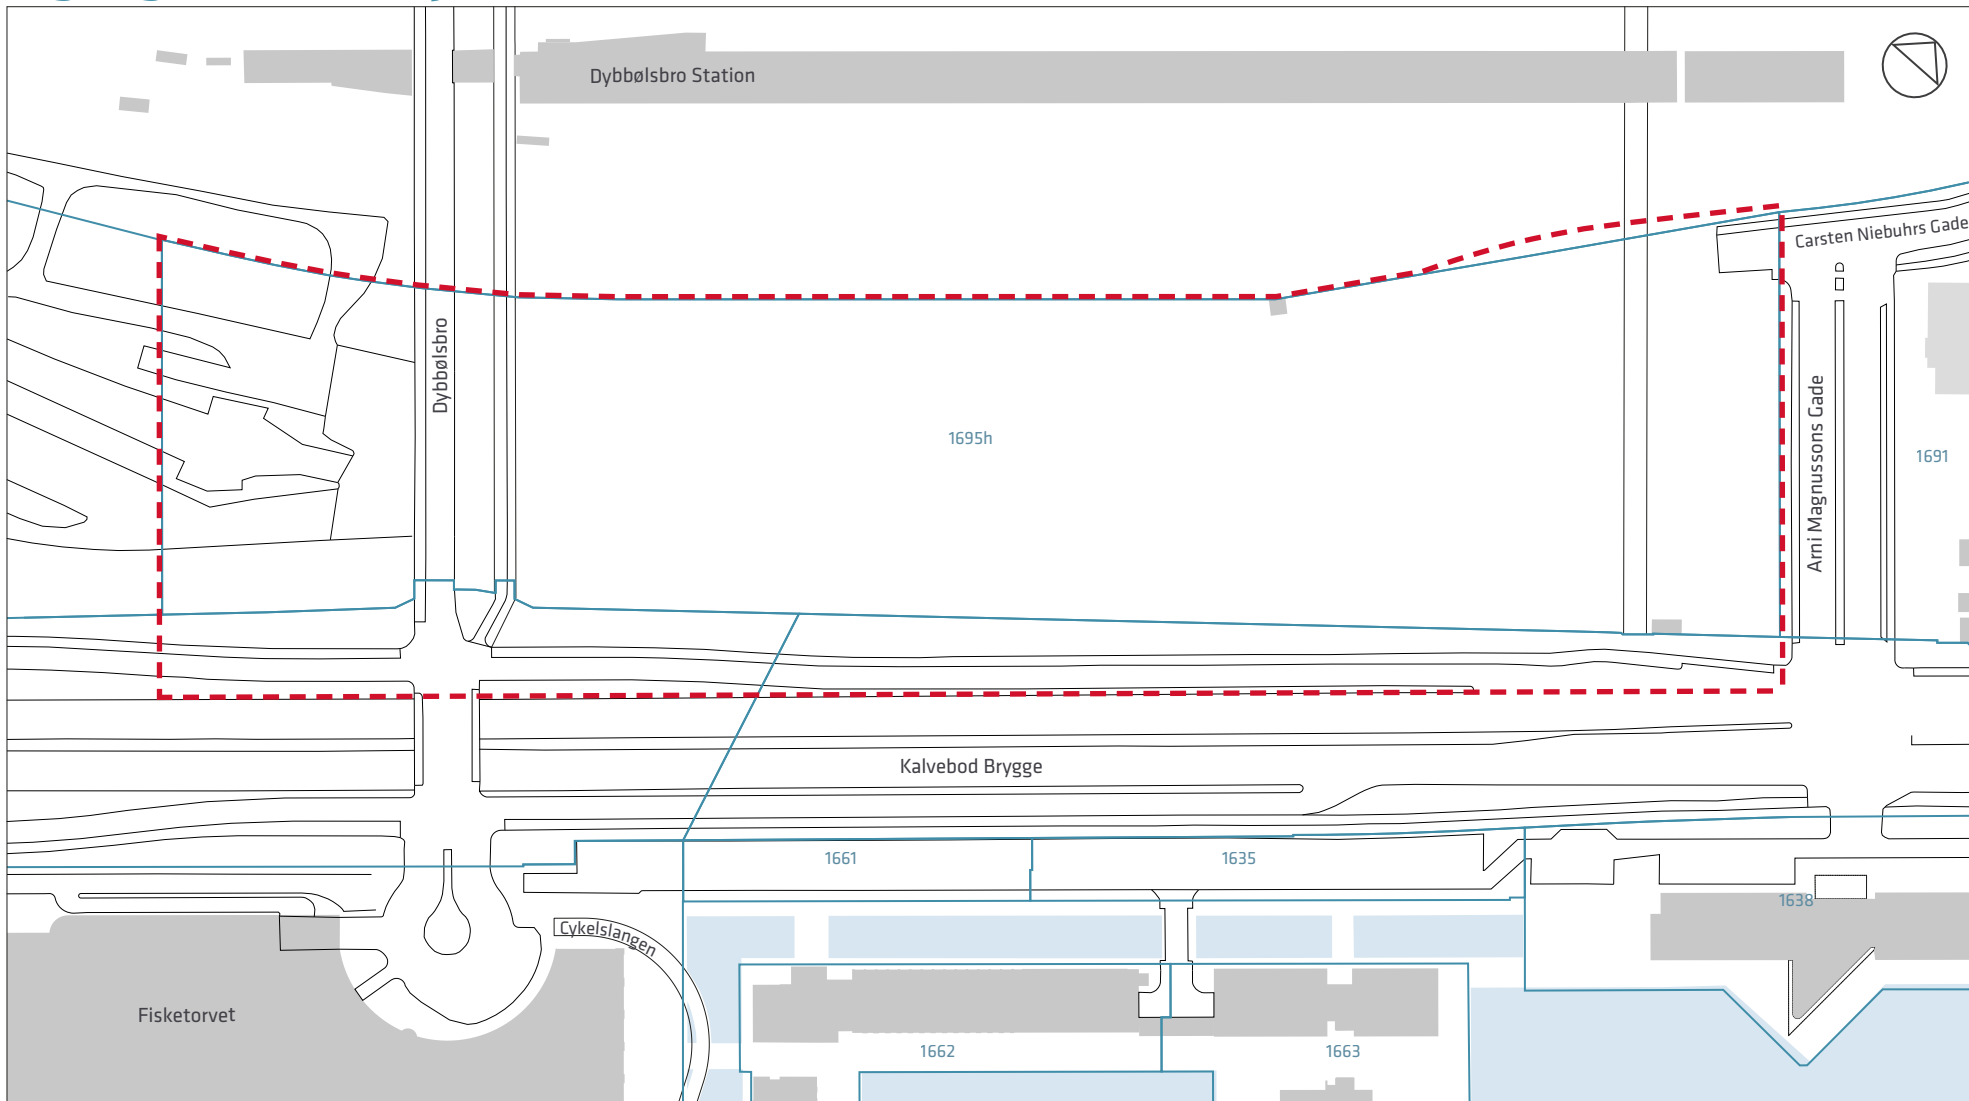 Dybbølsbro Station
Carsten Niebuhrs Gade
Dybbølsbro
Arni Magnussons Gade
1695h
1691
Kalvebod Brygge
1661
1635
1638
Cykelslangen
Fisketorvet
1662
1663